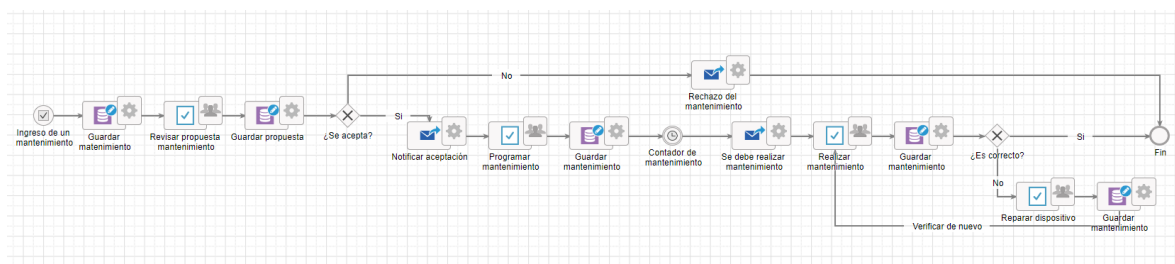 No
Rechazo del
mantenimiento
Ingreso de un
mantenimiento
Guardar
matenimiento
Revisar propuesta
mantenimiento
Guardar propuesta
¿Se acepta?
Si
Notificar aceptación
Programar
mantenimiento
Guardar
mantenimiento
Contador de
mantenimiento
Se debe realizar
mantenimiento
Realizar
mantenimiento
Guardar
mantenimiento
¿Es correcto?
Si
Fin
No
Reparar dispositivo
Guardar
mantenimiento
Verificar de nuevo